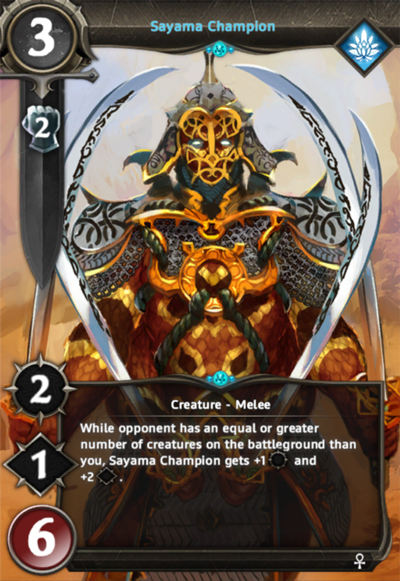 3
Sayama Champion
2
2
1
6
Creature - Melee
While opponent has an equal or greater
number of creatures on the battleground than
you, Sayama Champion gets +1 and
+2 .